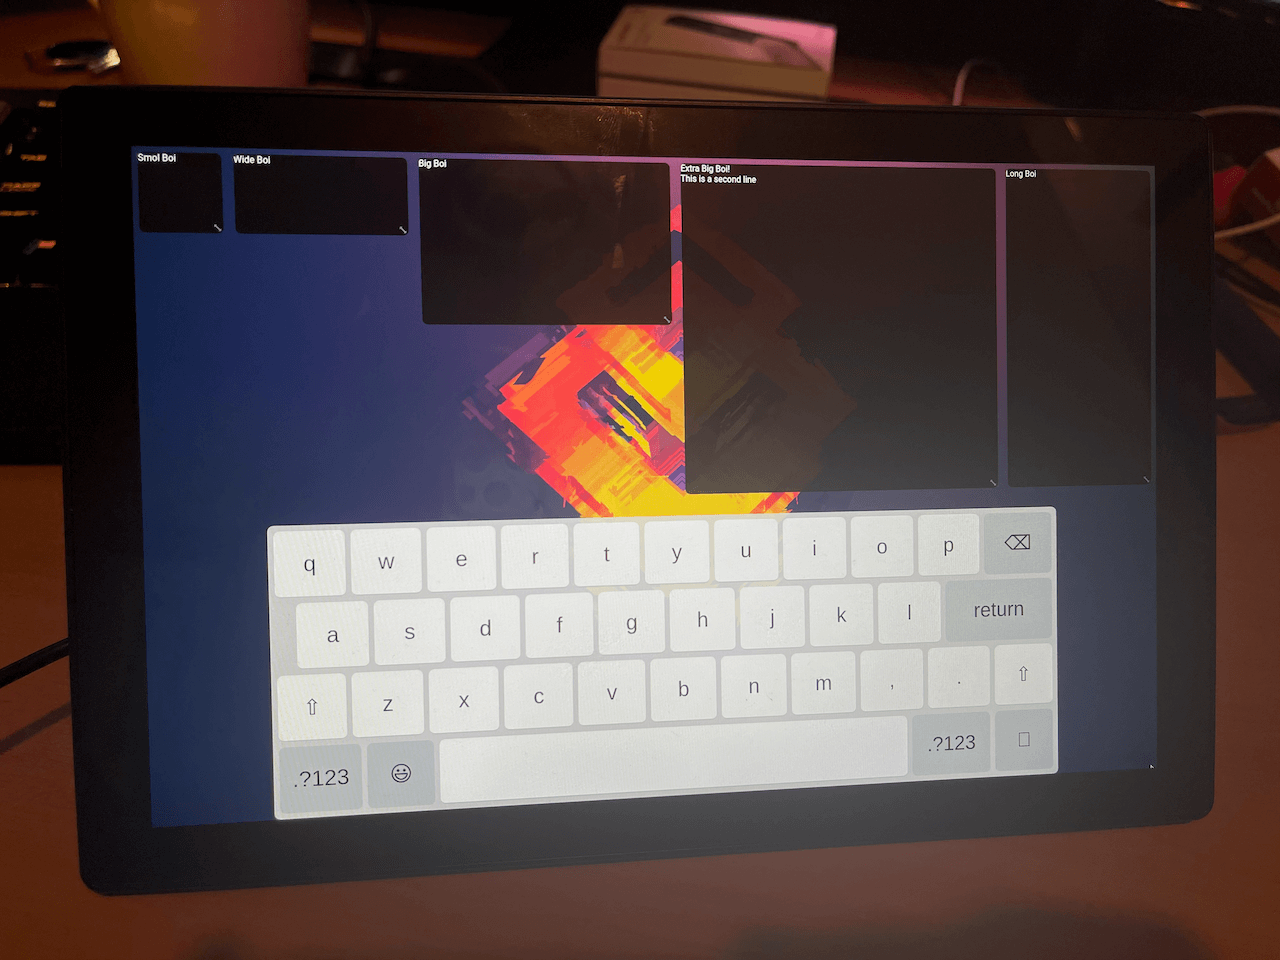 Smol Boi
Wide Boi
Big Boi
Extra Big Boi!
This is a second line
Long Boi
q w e r t y u i o p ⌫
a s d f g h j k l return
⇧ z x c v b n m , . ⇧
.?123 😃 .?123